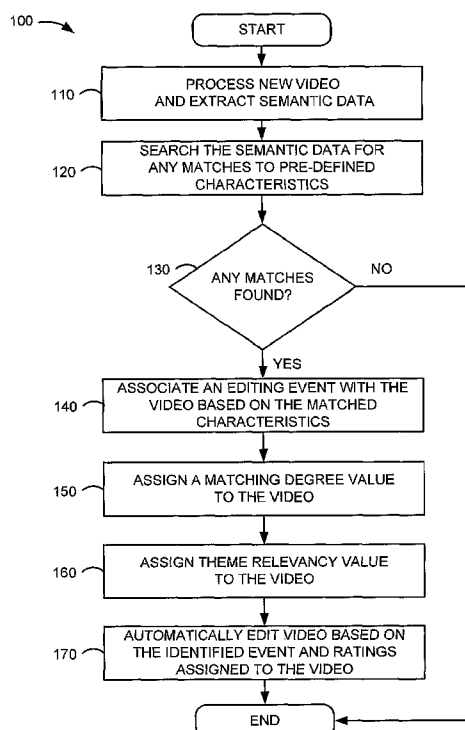 100
START
110
PROCESS NEW VIDEO
AND EXTRACT SEMANTIC DATA
120
SEARCH THE SEMANTIC DATA FOR
ANY MATCHES TO PRE-DEFINED
CHARACTERISTICS
130
ANY MATCHES
FOUND?
NO
YES
140
ASSOCIATE AN EDITING EVENT WITH THE
VIDEO BASED ON THE MATCHED
CHARACTERISTICS
150
ASSIGN A MATCHING DEGREE VALUE
TO THE VIDEO
160
ASSIGN THEME RELEVANCY VALUE
TO THE VIDEO
170
AUTOMATICALLY EDIT VIDEO BASED ON
THE IDENTIFIED EVENT AND RATINGS
ASSIGNED TO THE VIDEO
END